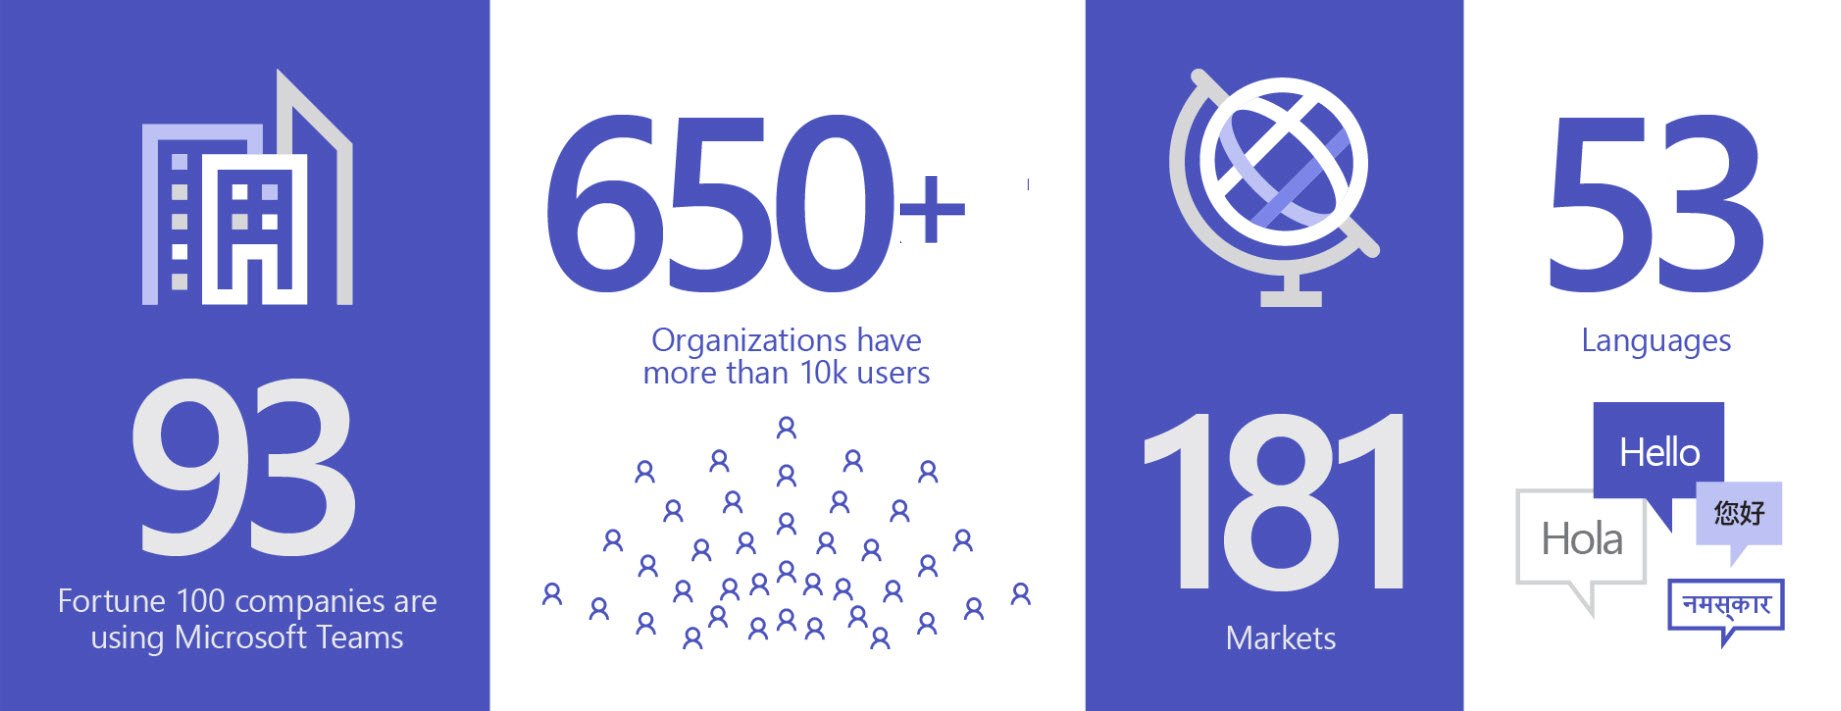 93
Fortune 100 companies are
using Microsoft Teams
650+
Organizations have
more than 10k users
181
Markets
53
Languages
Hello
您好
Hola
नमस्कार